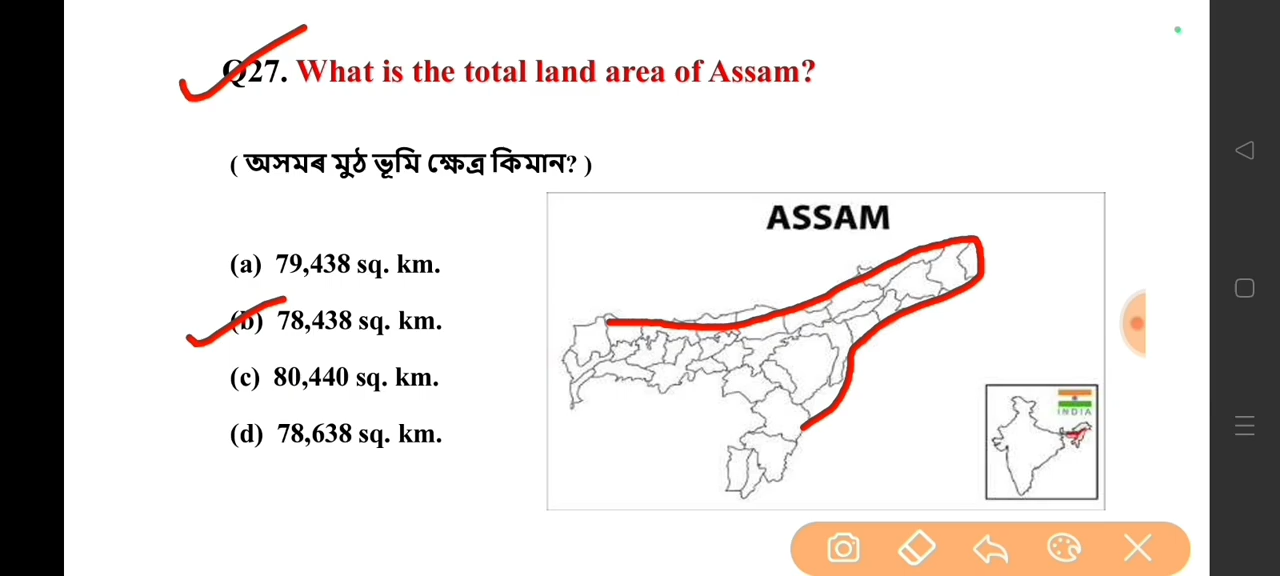 Q27. What is the total land area of Assam?
( অসমৰ মুঠ ভূমি ক্ষেত্ৰ কিমান? )
ASSAM
(a) 79,438 sq. km.
(b) 78,438 sq. km.
(c) 80,440 sq. km.
(d) 78,638 sq. km.
INDIA